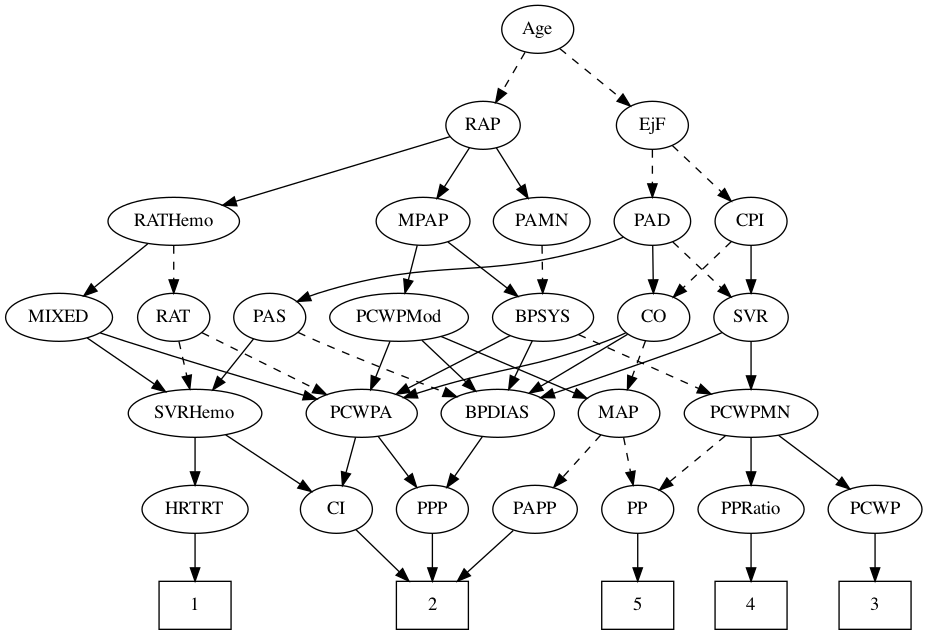 Age
RAP
EjF
RATHemo
MPAP
PAMN
PAD
CPI
MIXED
RAT
PAS
PCWPMod
BPSYS
CO
SVR
SVRHemo
PCWPA
BPDIAS
MAP
PCWPMN
HRTRT
CI
PPP
PAPP
PP
PPRatio
PCWP
1
2
5
4
3